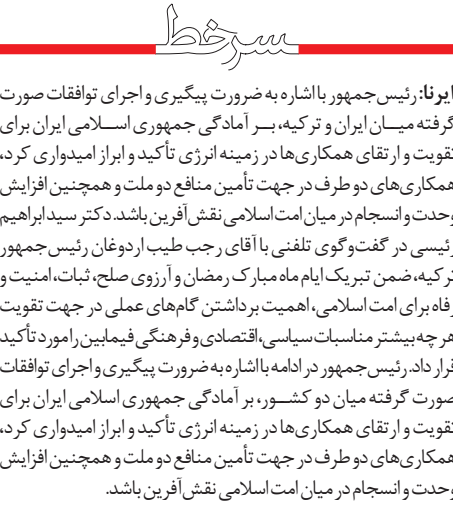 سرخط
ایرنا: رئیس‌جمهور با اشاره به ضرورت پیگیری و اجرای توافقات صورت
گرفته میـــان ایران و ترکیه، بـــر آمادگی جمهوری اســـلامی ایران برای
تقویت و ارتقای همکاری‌ها در زمینه انرژی تأکید و ابراز امیدواری کرد،
همکاری‌های دو طرف در جهت تأمین منافع دو ملت و همچنین افزایش
وحدت و انسجام در میان امت اسلامی نقش‌آفرین باشد. دکتر سید ابراهیم
رئیسی در گفت‌وگوی تلفنی با آقای رجب طیب اردوغان رئیس‌جمهور
ترکیه، ضمن تبریک ایام ماه مبارک رمضان و آرزوی صلح، ثبات، امنیت و
رفاه برای امت اسلامی، اهمیت برداشتن گام‌های عملی در جهت تقویت
هر چه بیشتر مناسبات سیاسی، اقتصادی و فرهنگی فیمابین را مورد تأکید
قرار داد. رئیس‌جمهور در ادامه با اشاره به ضرورت پیگیری و اجرای توافقات
صورت گرفته میان دو کشـــور، بر آمادگی جمهوری اسلامی ایران برای
تقویت و ارتقای همکاری‌ها در زمینه انرژی تأکید و ابراز امیدواری کرد،
همکاری‌های دو طرف در جهت تأمین منافع دو ملت و همچنین افزایش
وحدت و انسجام در میان امت اسلامی نقش‌آفرین باشد.